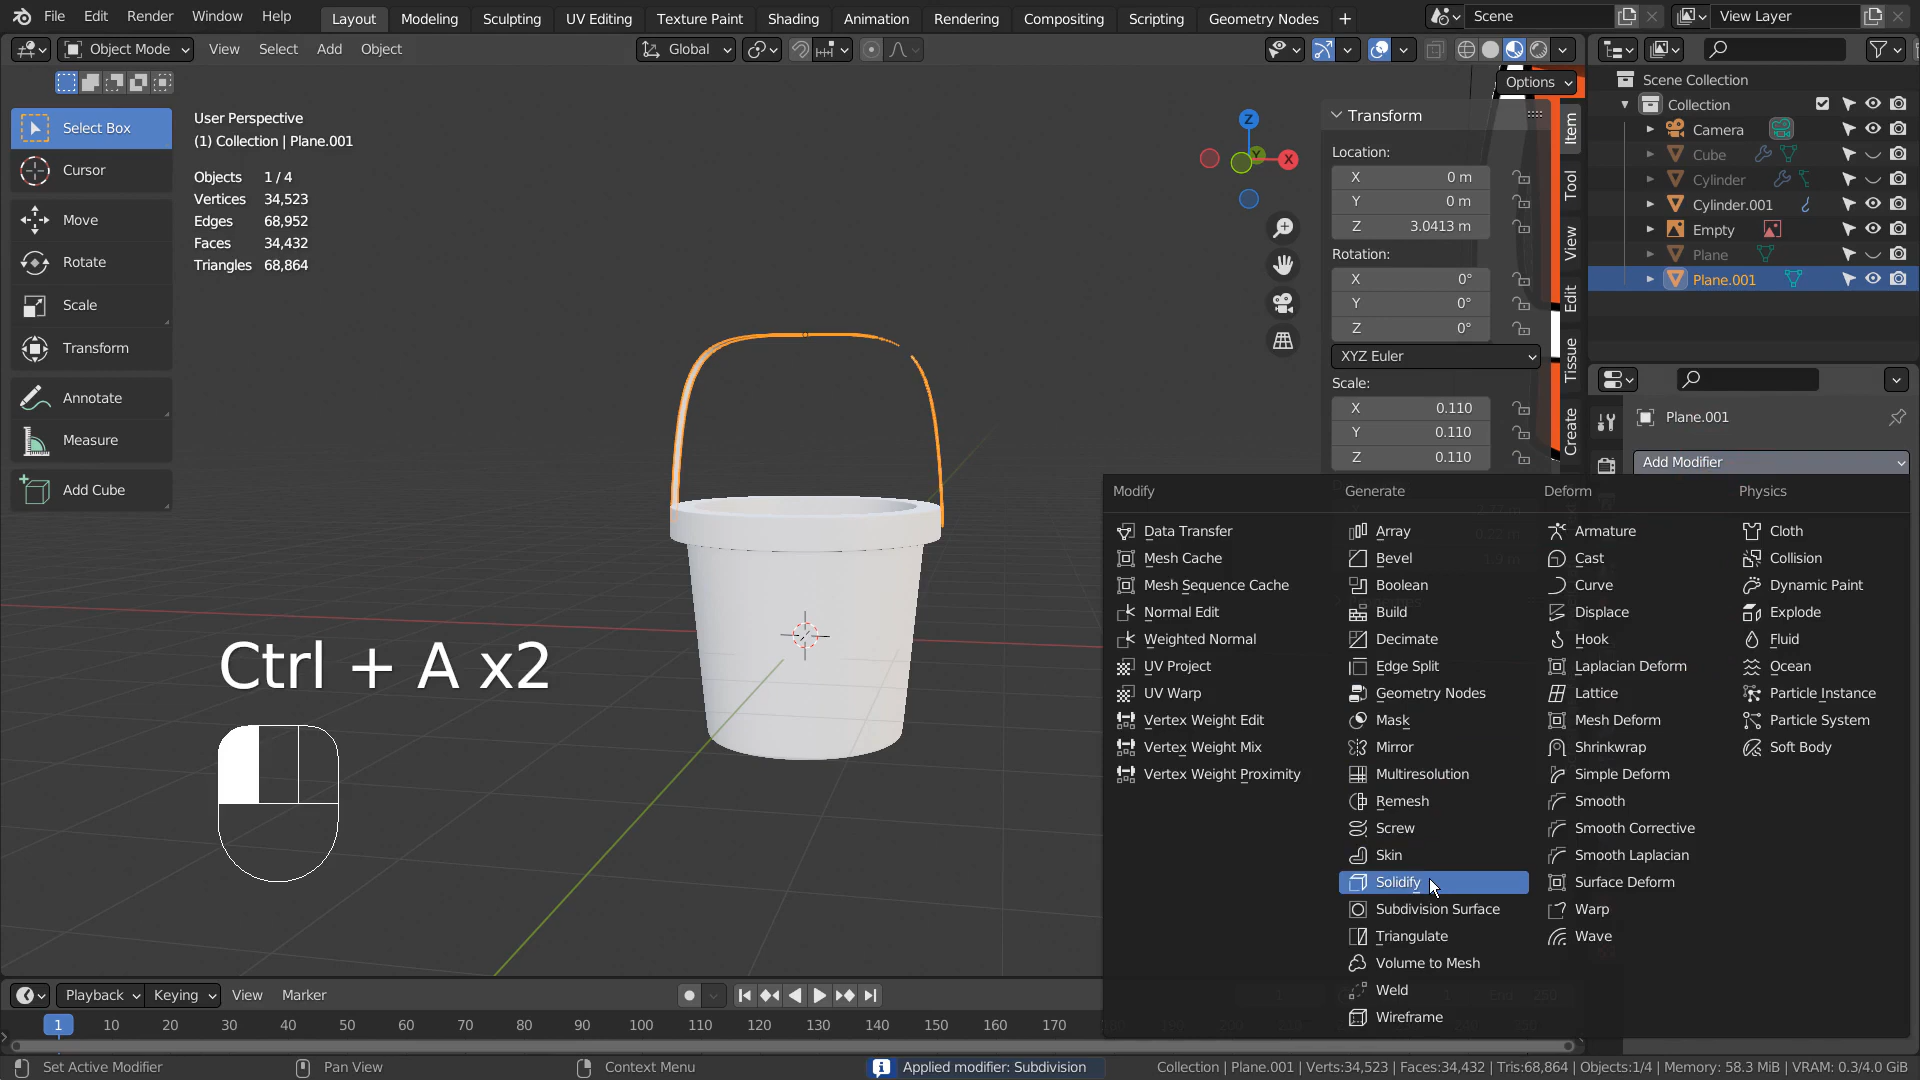 File Edit Render Window Help Layout Modeling Sculpting UV Editing Texture Paint Shading Animation Rendering Compositing Scripting Geometry Nodes + Scene View Layer
Object Mode View Select Add Object Global
Options
Select Box
Cursor
Move
Rotate
Scale
Transform
Annotate
Measure
Add Cube
User Perspective
(1) Collection | Plane.001
Objects 1 / 4
Vertices 34,523
Edges 68,952
Faces 34,432
Triangles 68,864
Z
Y
X
Transform
Location:
X 0 m
Y 0 m
Z 3.0413 m
Rotation:
X 0°
Y 0°
Z 0°
XYZ Euler
Scale:
X 0.110
Y 0.110
Z 0.110
Item
Tool
View
Edit
Tissue
Create
Scene Collection
Collection
Camera
Cube
Cylinder
Cylinder.001
Empty
Plane
Plane.001
Plane.001
Add Modifier
Modify
Data Transfer
Mesh Cache
Mesh Sequence Cache
Normal Edit
Weighted Normal
UV Project
UV Warp
Vertex Weight Edit
Vertex Weight Mix
Vertex Weight Proximity
Generate
Array
Bevel
Boolean
Build
Decimate
Edge Split
Geometry Nodes
Mask
Mirror
Multiresolution
Remesh
Screw
Skin
Solidify
Subdivision Surface
Triangulate
Volume to Mesh
Weld
Wireframe
Deform
Armature
Cast
Curve
Displace
Hook
Laplacian Deform
Lattice
Mesh Deform
Shrinkwrap
Simple Deform
Smooth
Smooth Corrective
Smooth Laplacian
Surface Deform
Warp
Wave
Physics
Cloth
Collision
Dynamic Paint
Explode
Fluid
Ocean
Particle Instance
Particle System
Soft Body
Ctrl + A x2
Playback Keying View Marker
1 10 20 30 40 50 60 70 80 90 100 110 120 130 140 150 160 170
Set Active Modifier Pan View Context Menu Applied modifier: Subdivision Collection | Plane.001 | Verts:34,523 | Faces:34,432 | Tris:68,864 | Objects:1/4 | Memory: 58.3 MiB | VRAM: 0.3/4.0 GiB